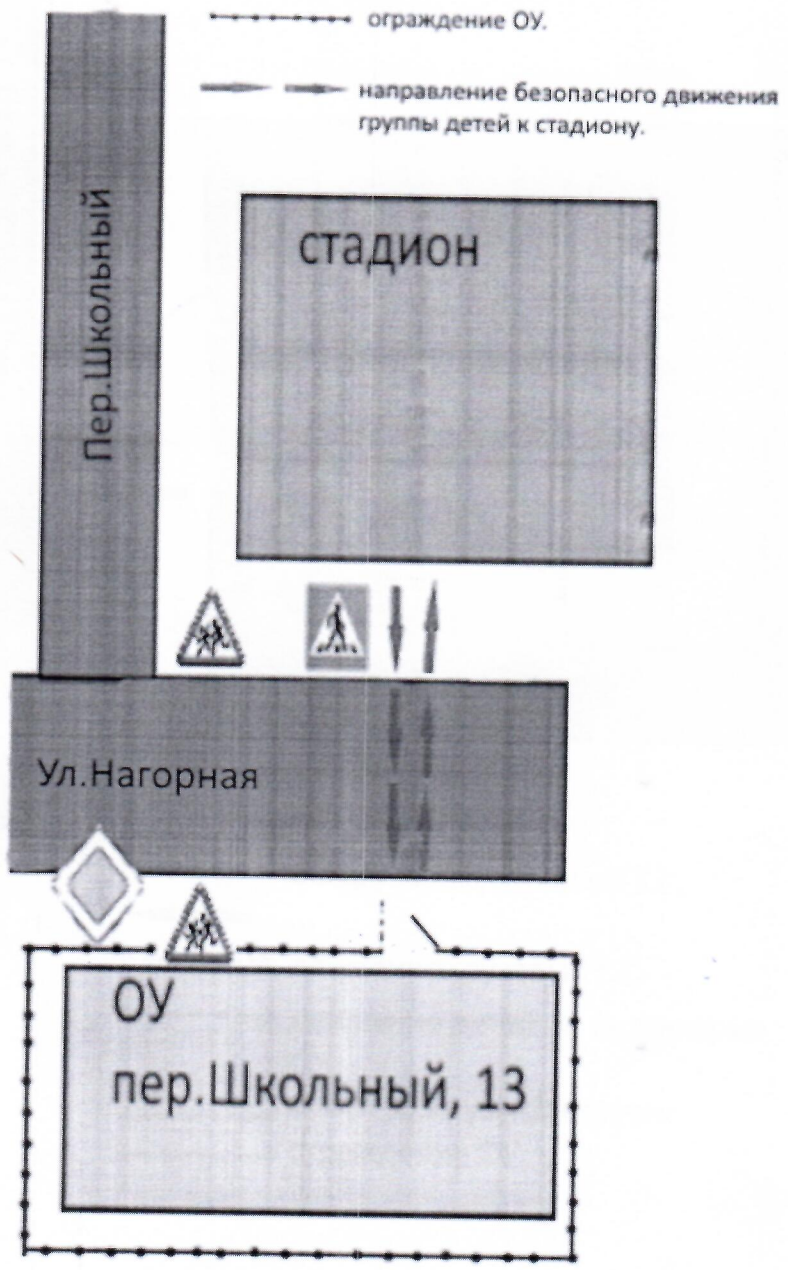 ограждение ОУ.
направление безопасного движения
группы детей к стадиону.
стадион
Пер.Школьный
Ул.Нагорная
ОУ
пер.Школьный, 13